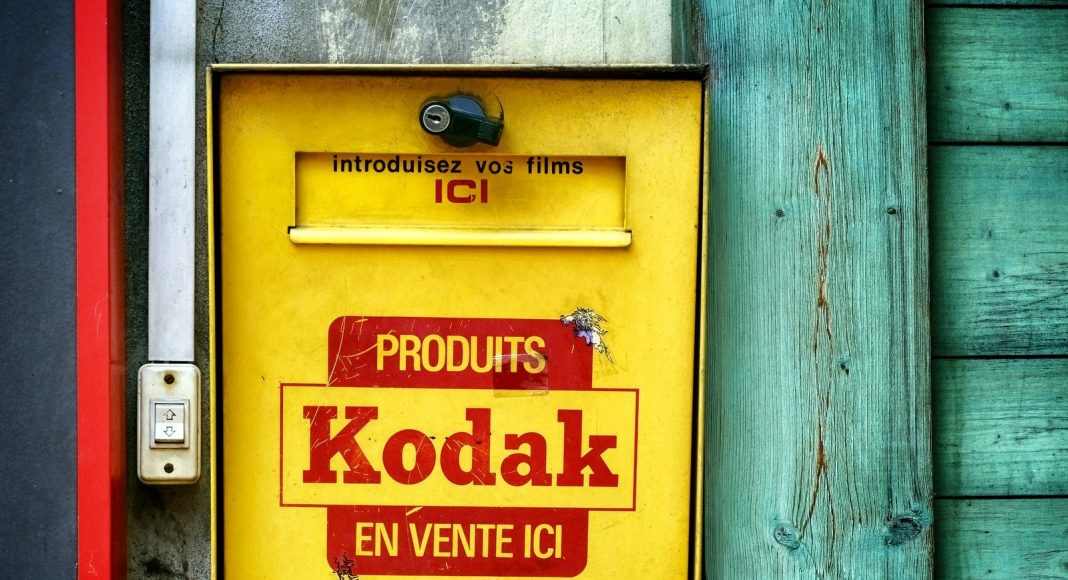 introduisez vos films
ICI
PRODUITS
Kodak
EN VENTE ICI